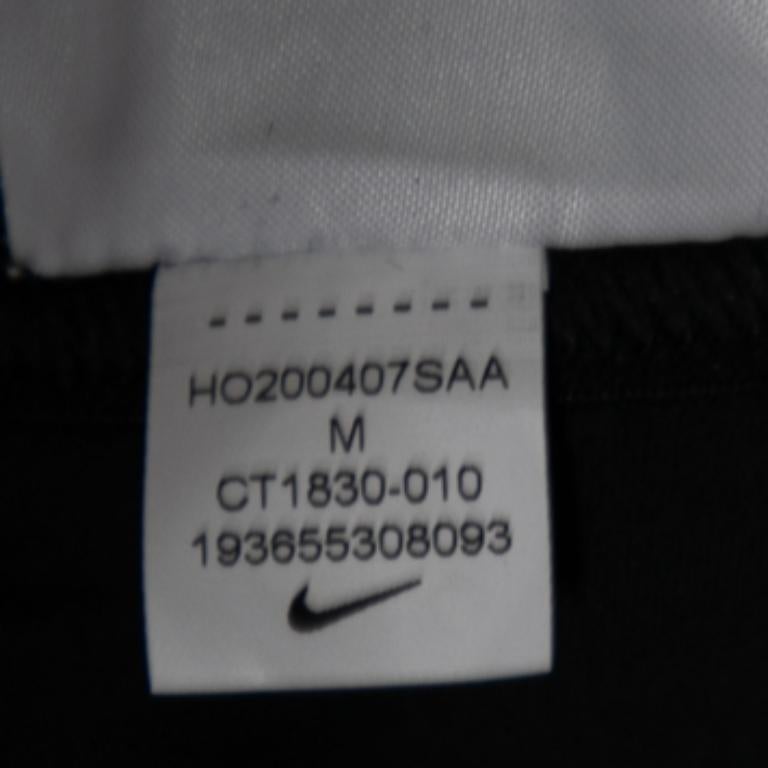 --------
HO200407SAA
M
CT1830-010
193655308093